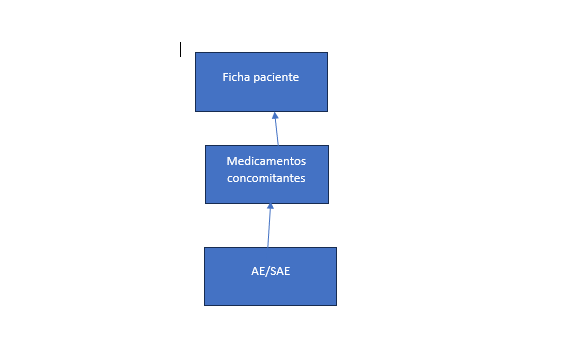 Ficha paciente
Medicamentos
concomitantes
AE/SAE